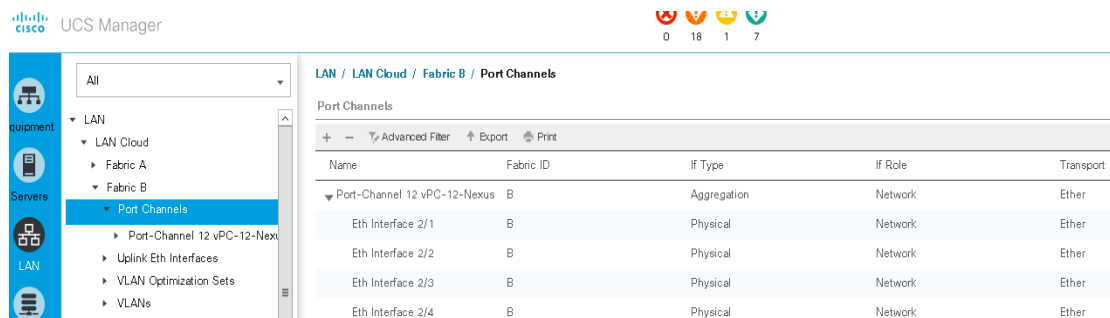 CISCO UCS Manager
0 18 1 7
All
LAN / LAN Cloud / Fabric B / Port Channels
Port Channels
+ − Advanced Filter Export Print
Name Fabric ID If Type If Role Transport
Port-Channel 12 vPC-12-Nexus B Aggregation Network Ether
Eth Interface 2/1 B Physical Network Ether
Eth Interface 2/2 B Physical Network Ether
Eth Interface 2/3 B Physical Network Ether
Eth Interface 2/4 B Physical Network Ether
quipment
Servers
LAN
LAN
LAN Cloud
Fabric A
Fabric B
Port Channels
Port-Channel 12 vPC-12-Nexu
Uplink Eth Interfaces
VLAN Optimization Sets
VLANs